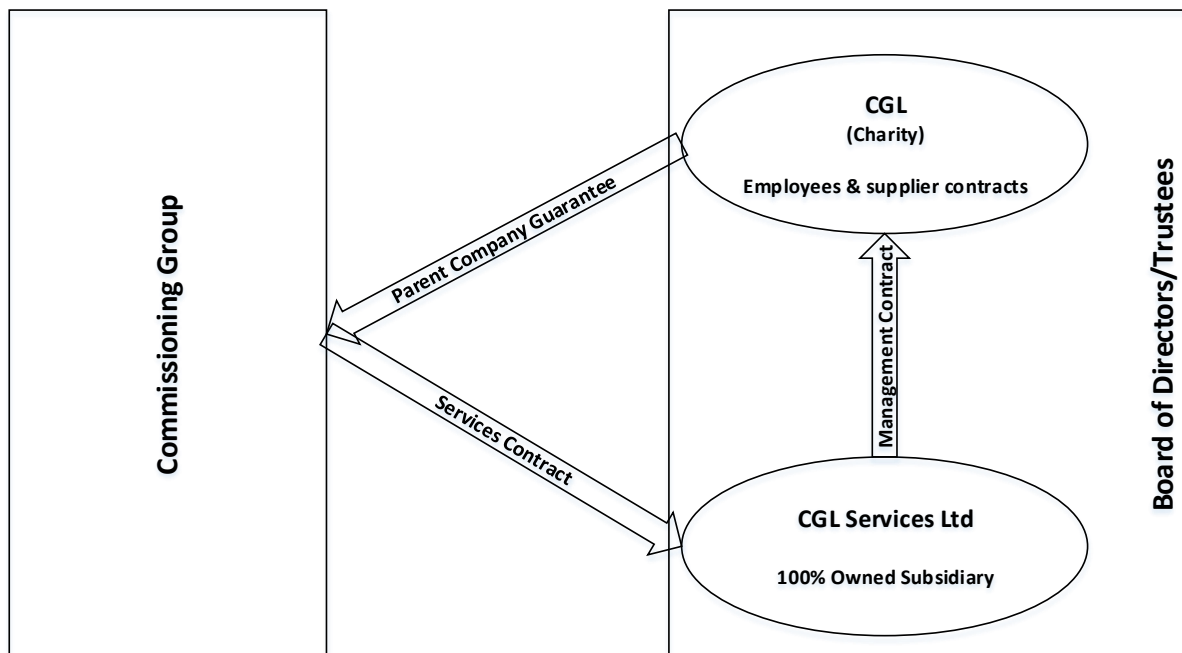 Commissioning Group
Parent Company Guarantee
Services Contract
CGL
(Charity)
Employees & supplier contracts
Management Contract
CGL Services Ltd
100% Owned Subsidiary
Board of Directors/Trustees